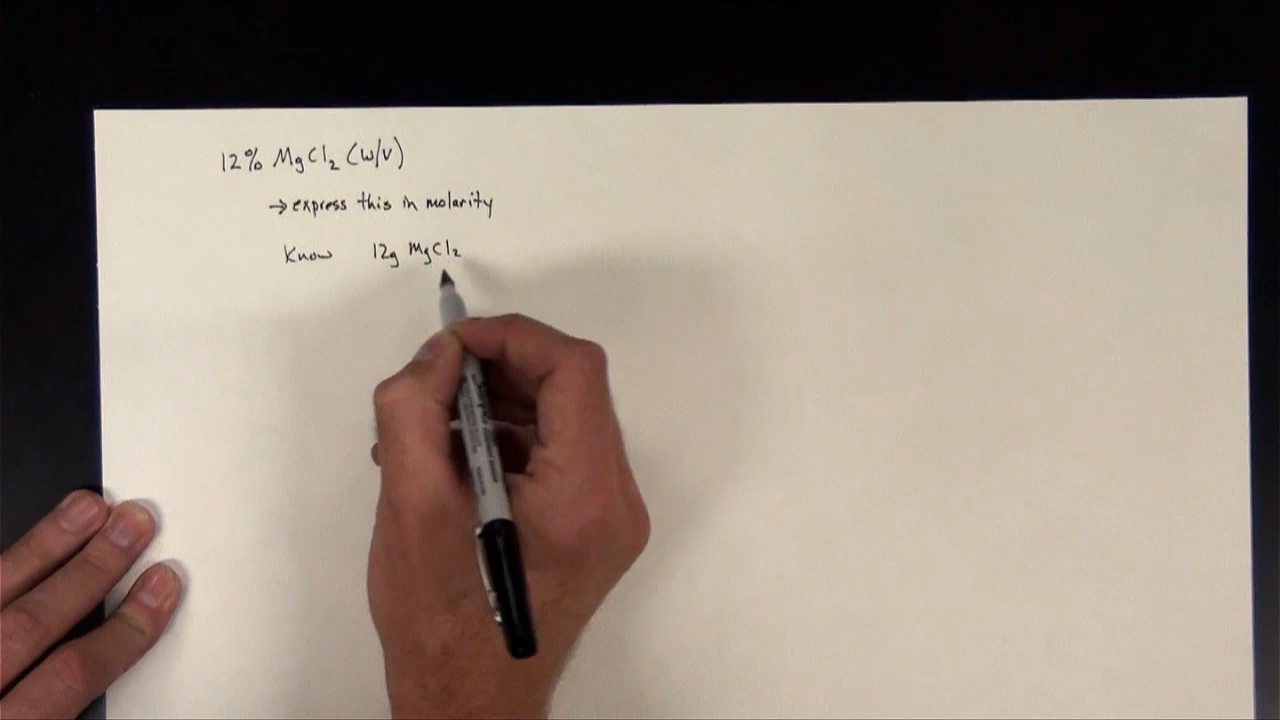 12% MgCl₂ (w/v)
→ express this in molarity
Know 12g MgCl₂